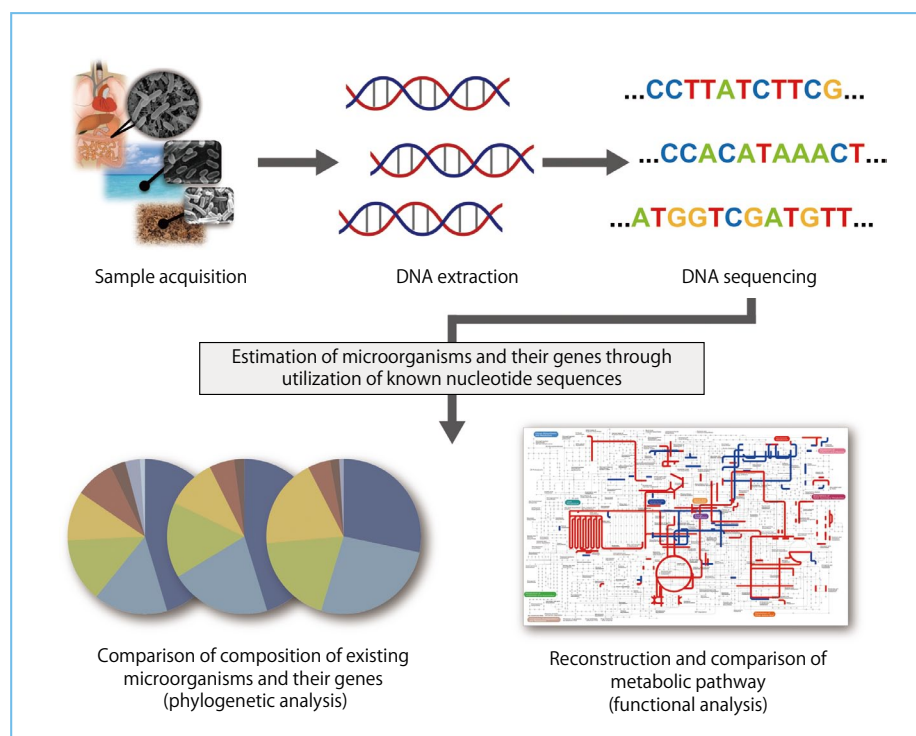 ...CCTTATCTTCG...
...CCACATAAACT...
...ATGGTCGATGTT...
Sample acquisition
DNA extraction
DNA sequencing
Estimation of microorganisms and their genes through
utilization of known nucleotide sequences
Comparison of composition of existing
microorganisms and their genes
(phylogenetic analysis)
Reconstruction and comparison of
metabolic pathway
(functional analysis)